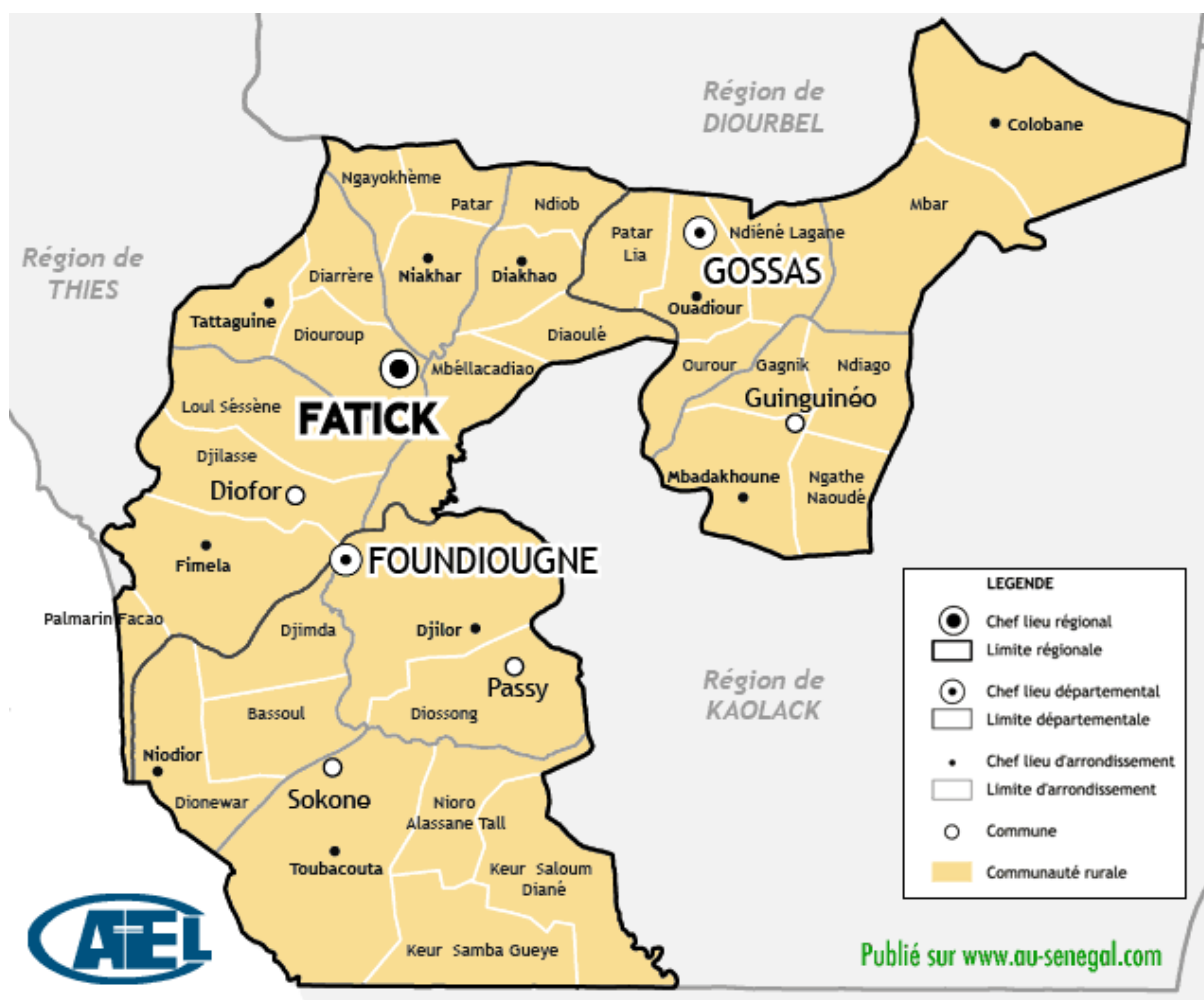 Région de
DIOURBEL
Colobane
Ngayokhème
Patar
Ndiob
Mbar
Patar
Lia
Ndiéné Lagane
Région de
THIES
Diarrère
Niakhar
Diakhao
GOSSAS
Ouadiour
Tattaguine
Diouroup
Diaoulé
Mbéllacadiao
Ourour
Gagnik
Ndiago
Guinguinéo
Loul Séssène
FATICK
Djilasse
Diofor
Mbadakhoune
Ngathe
Naoudé
Fimela
FOUNDIOUGNE
Palmarin Facao
Djimda
Djilor
Passy
Région de
KAOLACK
Bassoul
Diossong
Niodior
Dionewar
Sokone
Nioro
Alassane Tall
Toubacouta
Keur Saloum
Diané
Keur Samba Gueye
LEGENDE
Chef lieu régional
Limite régionale
Chef lieu départemental
Limite départementale
Chef lieu d'arrondissement
Limite d'arrondissement
Commune
Communauté rurale
ATEL
Publié sur www.au-senegal.com